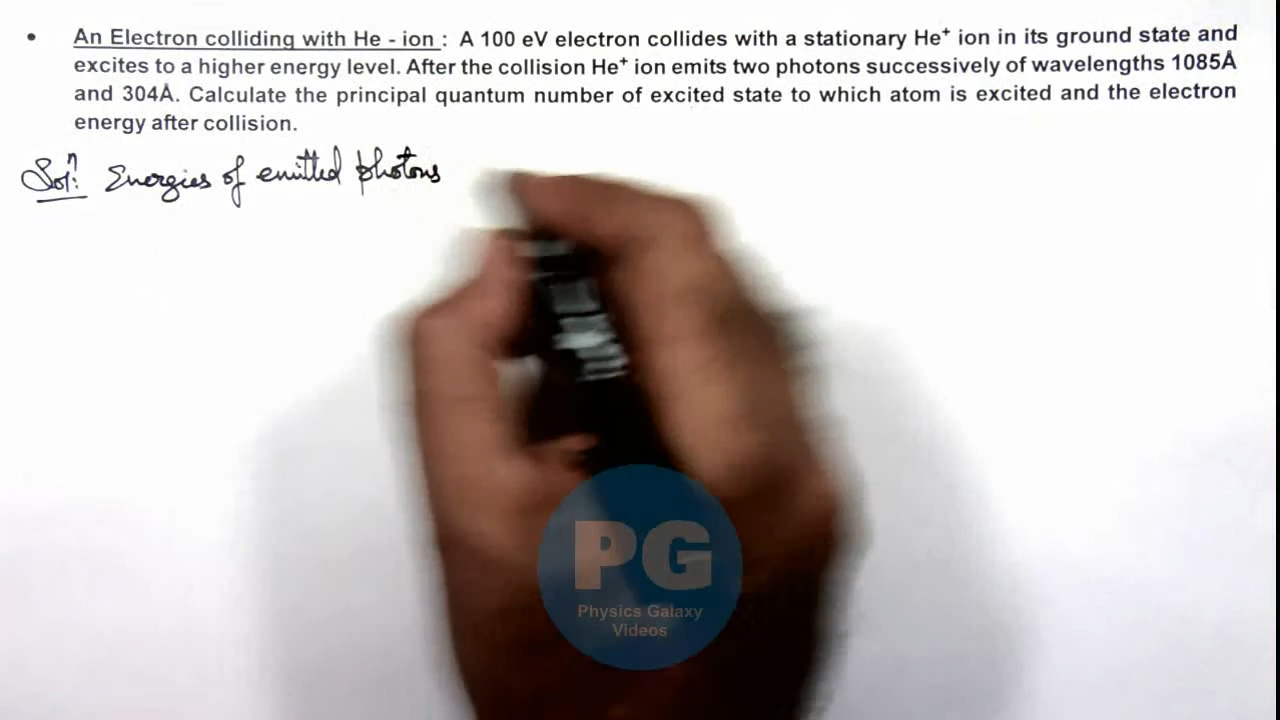 • An Electron colliding with He - ion : A 100 eV electron collides with a stationary He⁺ ion in its ground state and
excites to a higher energy level. After the collision He⁺ ion emits two photons successively of wavelengths 1085Å
and 304Å. Calculate the principal quantum number of excited state to which atom is excited and the electron
energy after collision.
Solⁿ: Energies of emitted photons
PG
Physics Galaxy
Videos